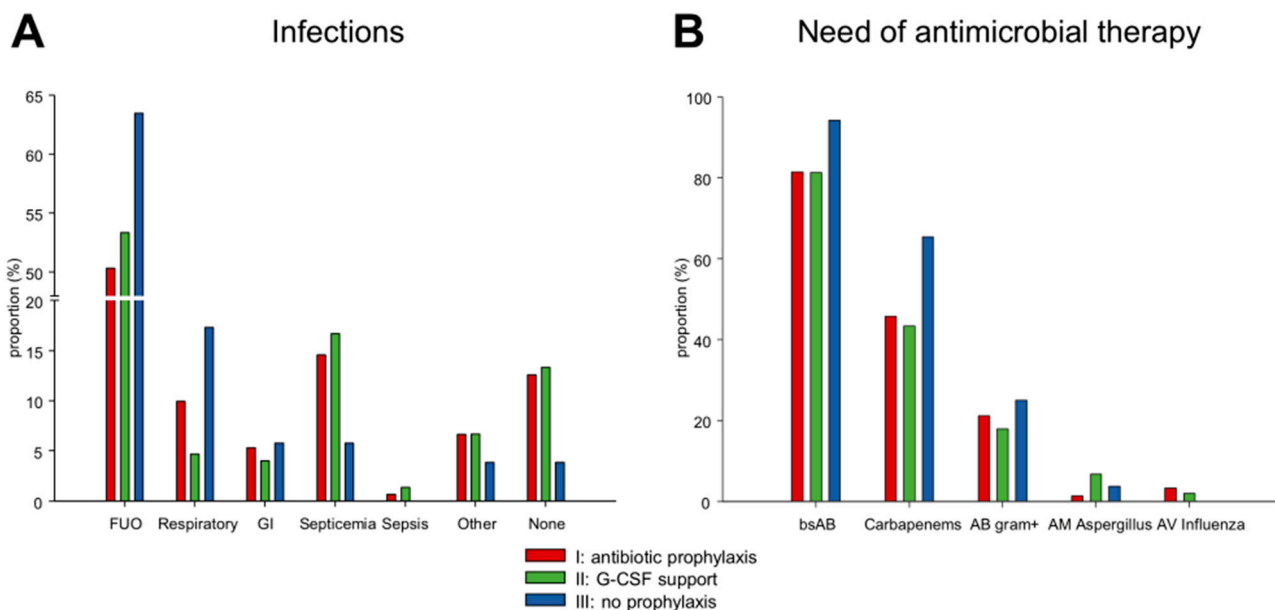 A Infections
65
60
55
50
20
15
10
5
0
proportion (%)
FUO Respiratory GI Septicemia Sepsis Other None
B Need of antimicrobial therapy
100
80
60
40
20
0
proportion (%)
bsAB Carbapenems AB gram+ AM Aspergillus AV Influenza
I: antibiotic prophylaxis
II: G-CSF support
III: no prophylaxis